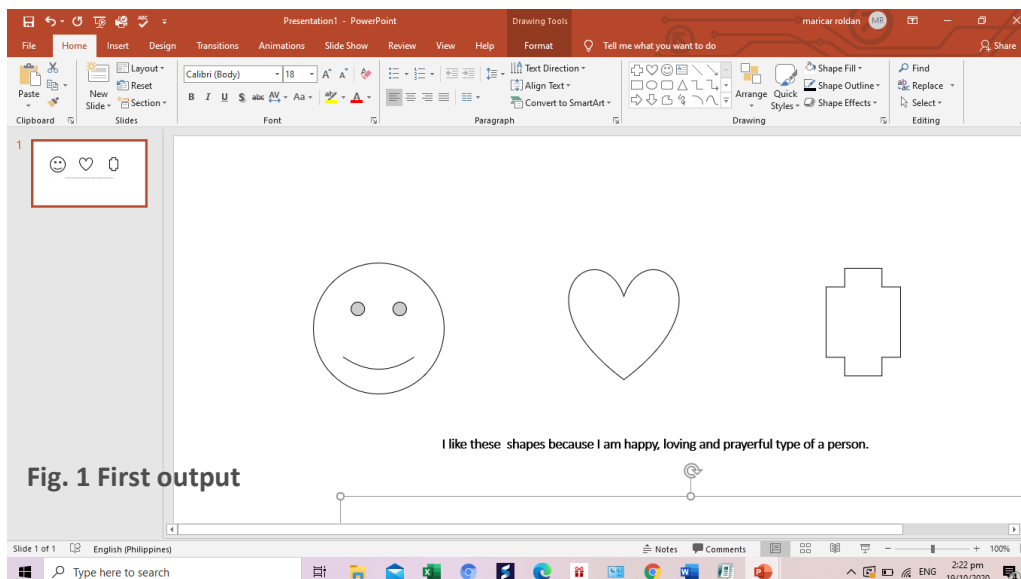 Presentation1 - PowerPoint
Drawing Tools
maricar roldan
MR
File Home Insert Design Transitions Animations Slide Show Review View Help Format Tell me what you want to do Share
Paste
Clipboard
New Slide
Layout
Reset
Section
Slides
Calibri (Body) 18
B I U S abc AV Aa A
Font
Text Direction
Align Text
Convert to SmartArt
Paragraph
Arrange
Quick Styles
Shape Fill
Shape Outline
Shape Effects
Drawing
Find
Replace
Select
Editing
1
I like these shapes because I am happy, loving and prayerful type of a person.
Fig. 1 First output
Slide 1 of 1 English (Philippines) Notes Comments 100%
Type here to search ENG 2:22 pm
19/10/2020